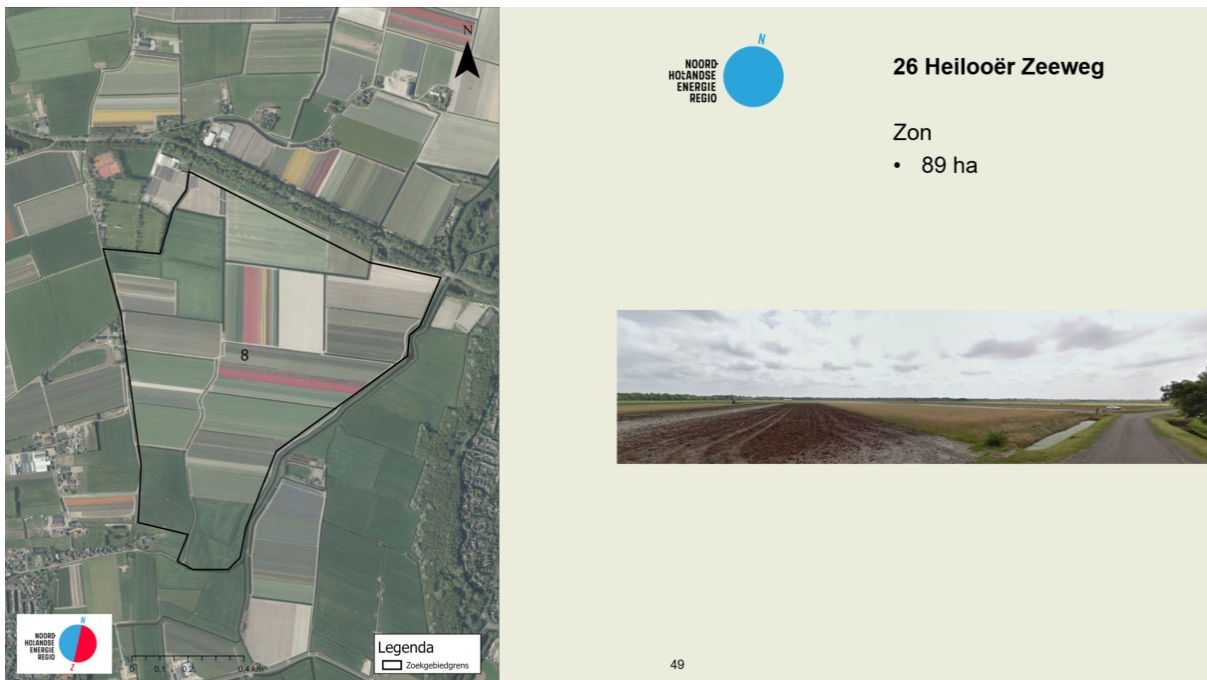 N
8
NOORD-
HOLLANDSE
ENERGIE
REGIO
N
Z
0 0,1 0,2 0,4 km
Legenda
Zoekgebiedgrens
N
NOORD-
HOLLANDSE
ENERGIE
REGIO
26 Heilooër Zeeweg
Zon
• 89 ha
49